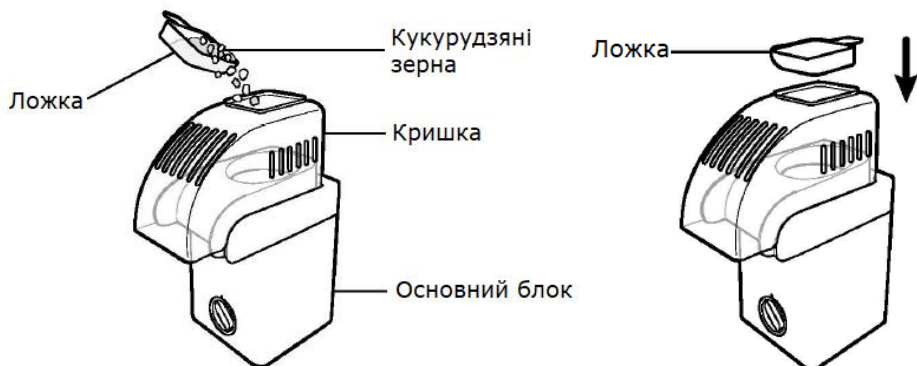 Кукурудзяні
зерна
Ложка
Кришка
Основний блок
Ложка